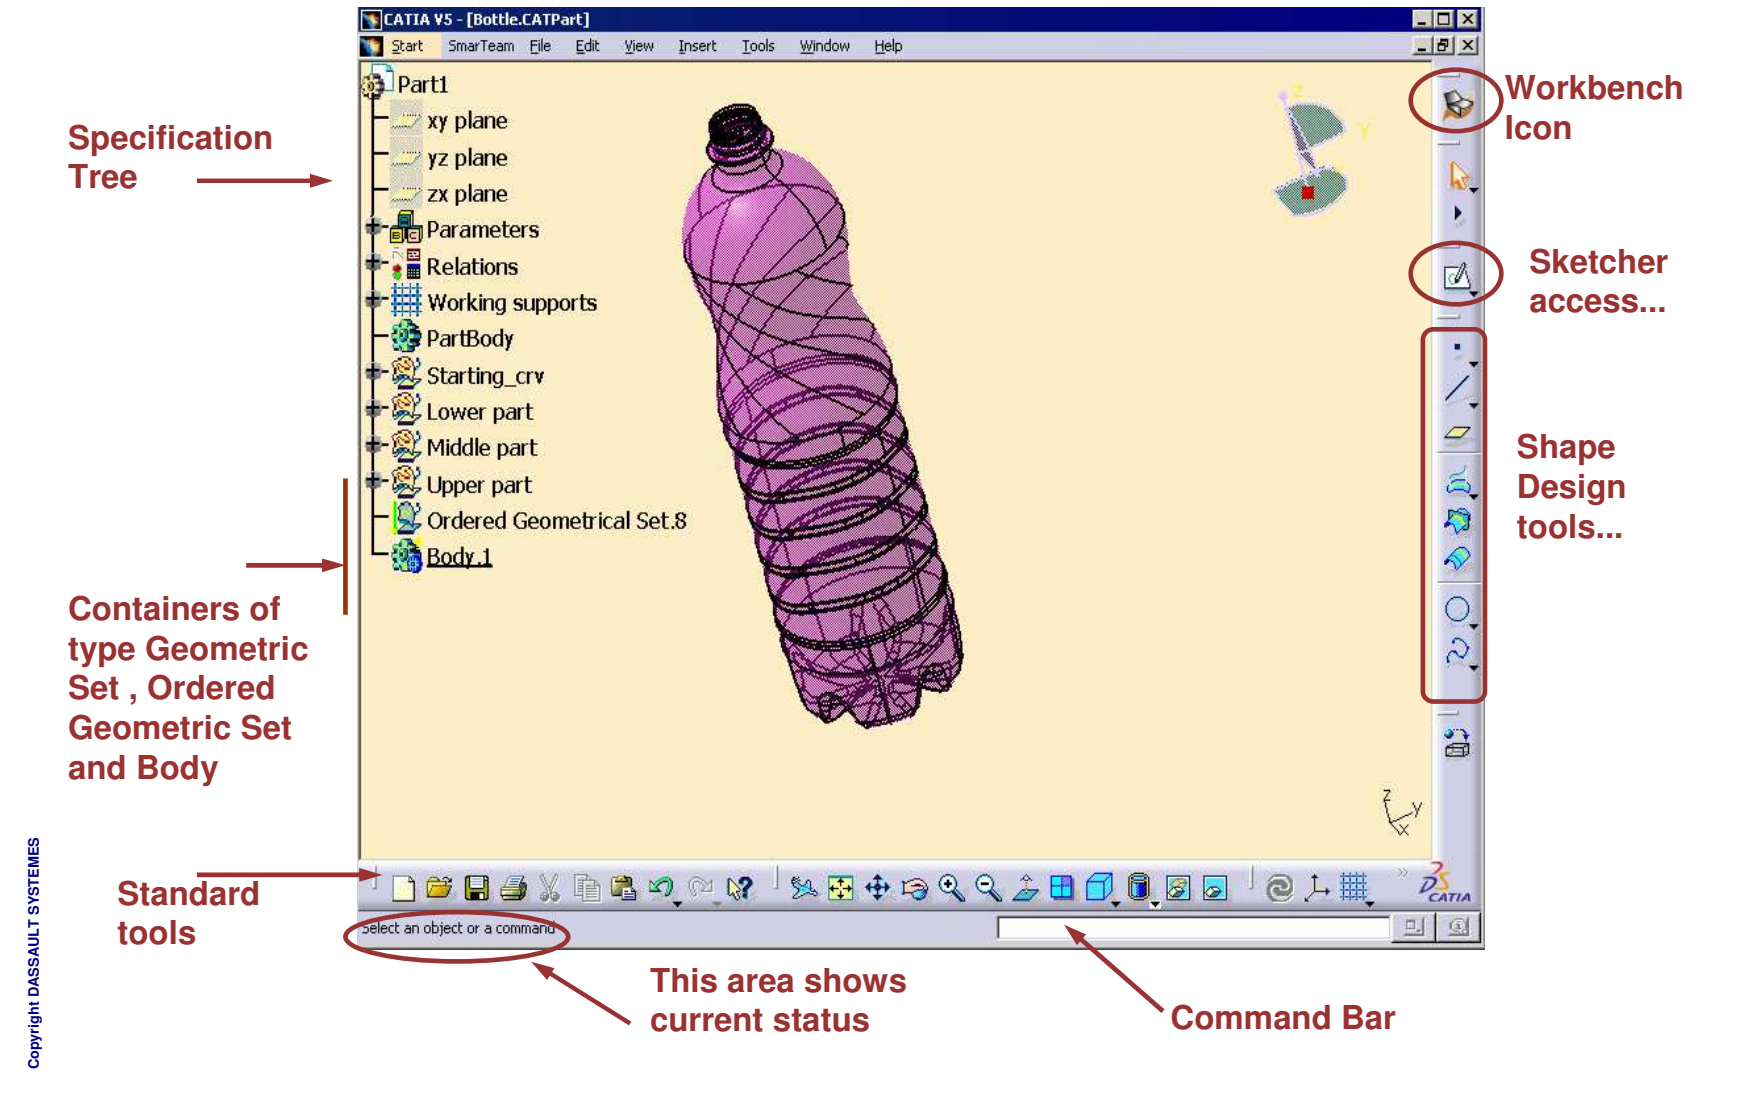 CATIA V5 - [Bottle.CATPart]
Start SmarTeam File Edit View Insert Tools Window Help
Part1
xy plane
yz plane
zx plane
Parameters
Relations
Working supports
PartBody
Starting_crv
Lower part
Middle part
Upper part
Ordered Geometrical Set.8
Body.1
Specification
Tree
Containers of
type Geometric
Set , Ordered
Geometric Set
and Body
Standard
tools
Z
Y
Workbench
Icon
Sketcher
access...
Shape
Design
tools...
z
y
x
DS
CATIA
Select an object or a command
This area shows
current status
Command Bar
Copyright DASSAULT SYSTEMES